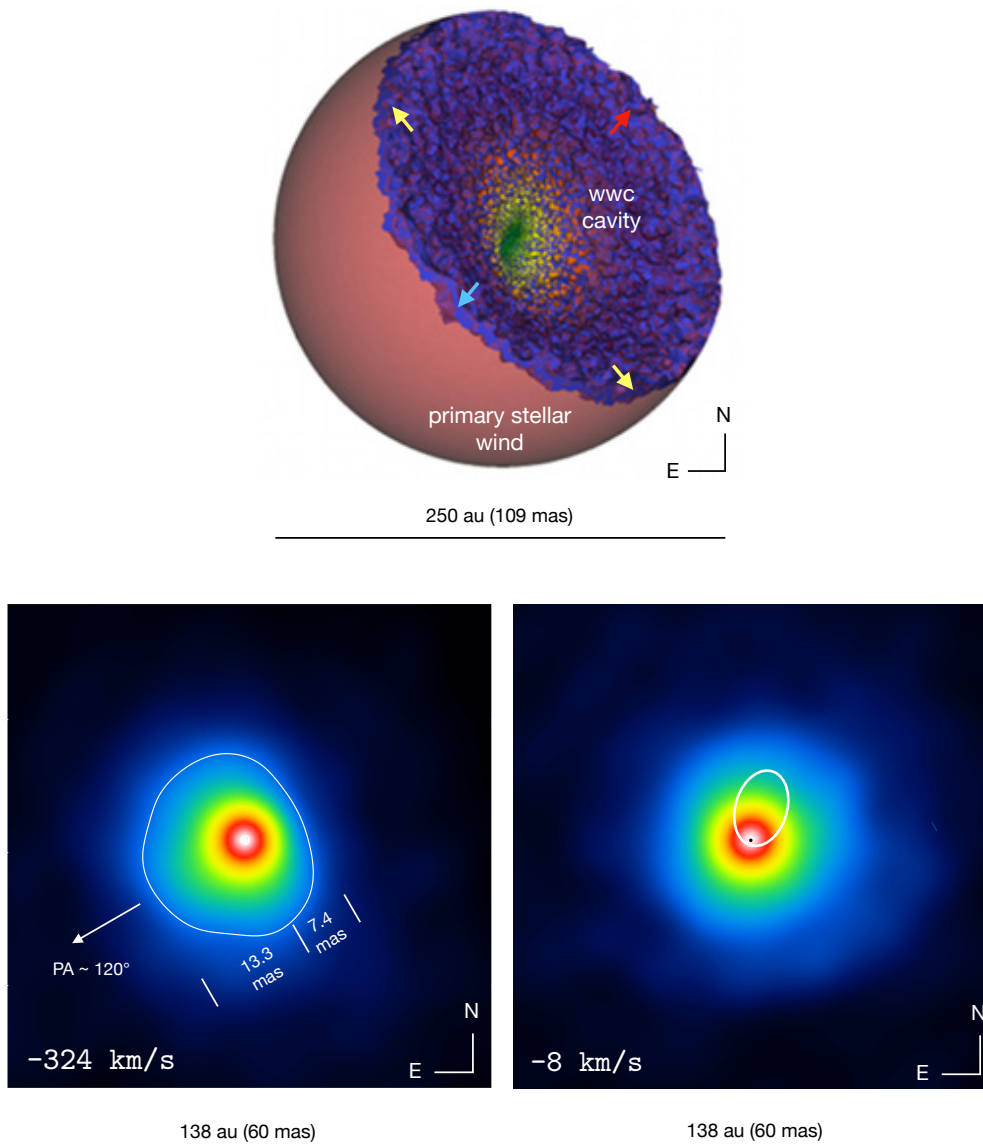 wwc
cavity
primary stellar
wind
N
E
250 au (109 mas)
PA ~ 120°
13.3
mas
7.4
mas
N
E
-324 km/s
N
E
-8 km/s
138 au (60 mas)
138 au (60 mas)